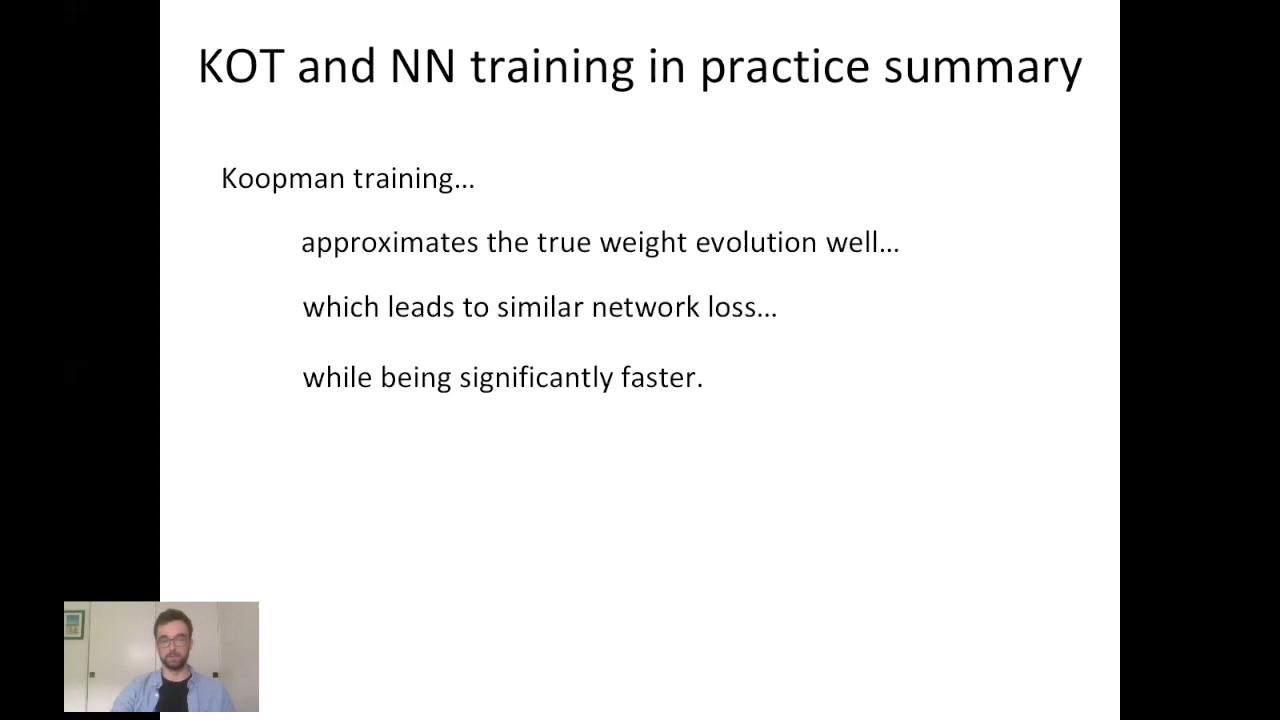 KOT and NN training in practice summary
Koopman training...
approximates the true weight evolution well...
which leads to similar network loss...
while being significantly faster.